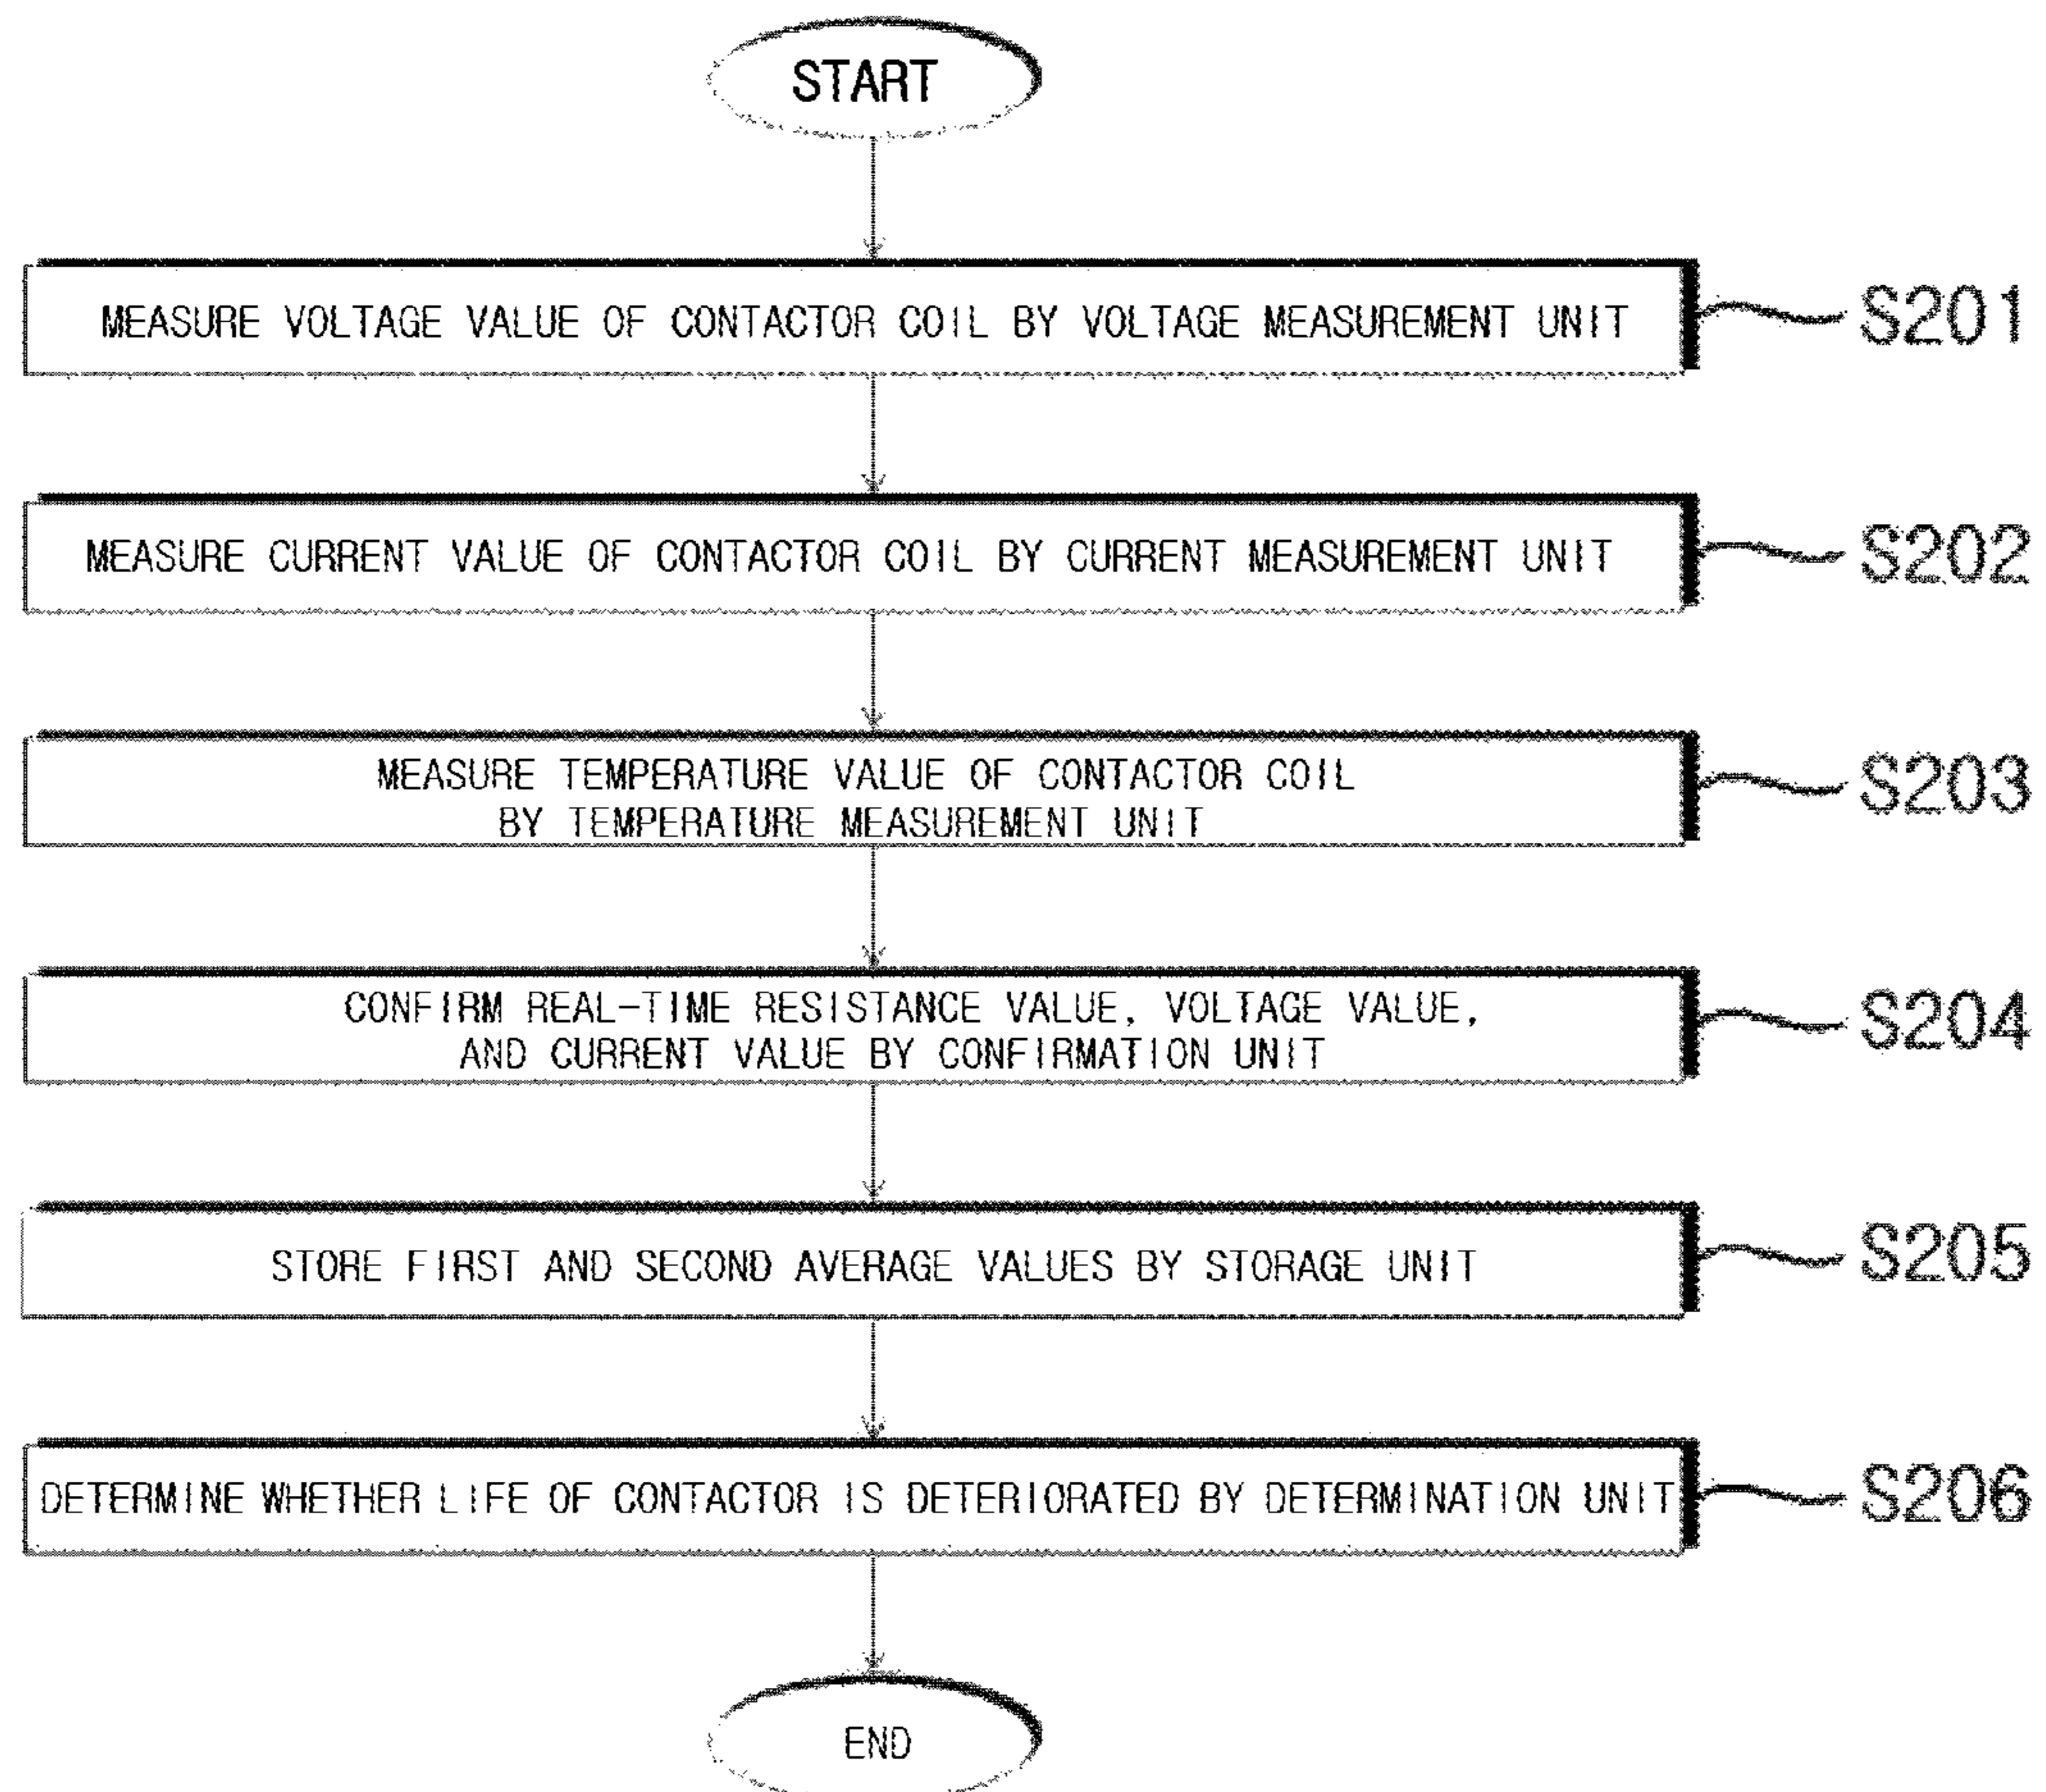 START
MEASURE VOLTAGE VALUE OF CONTACTOR COIL BY VOLTAGE MEASUREMENT UNIT
S201
MEASURE CURRENT VALUE OF CONTACTOR COIL BY CURRENT MEASUREMENT UNIT
S202
MEASURE TEMPERATURE VALUE OF CONTACTOR COIL
BY TEMPERATURE MEASUREMENT UNIT
S203
CONFIRM REAL-TIME RESISTANCE VALUE, VOLTAGE VALUE,
AND CURRENT VALUE BY CONFIRMATION UNIT
S204
STORE FIRST AND SECOND AVERAGE VALUES BY STORAGE UNIT
S205
DETERMINE WHETHER LIFE OF CONTACTOR IS DETERIORATED BY DETERMINATION UNIT
S206
END